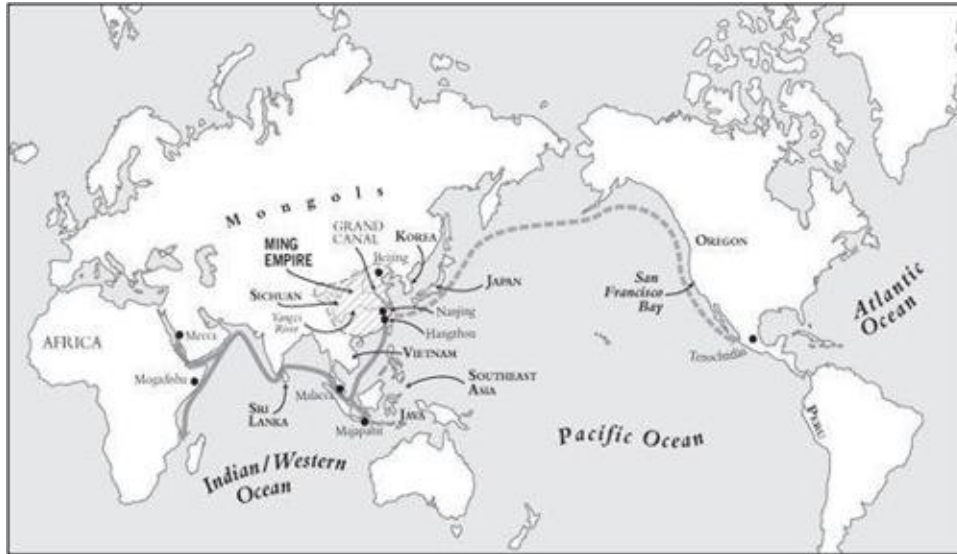 Mongols
GRAND
CANAL
KOREA
Beijing
MING
EMPIRE
OREGON
JAPAN
SAN
FRANCISCO
BAY
Atlantic
Ocean
SICHUAN
Yangzi
River
Nanjing
Hangzhou
AFRICA
Mecca
Tenochtitlan
VIETNAM
Mogadishu
SOUTHEAST
ASIA
Malacca
SRI
LANKA
JAVA
Majapahit
PERU
Pacific Ocean
Indian/Western
Ocean